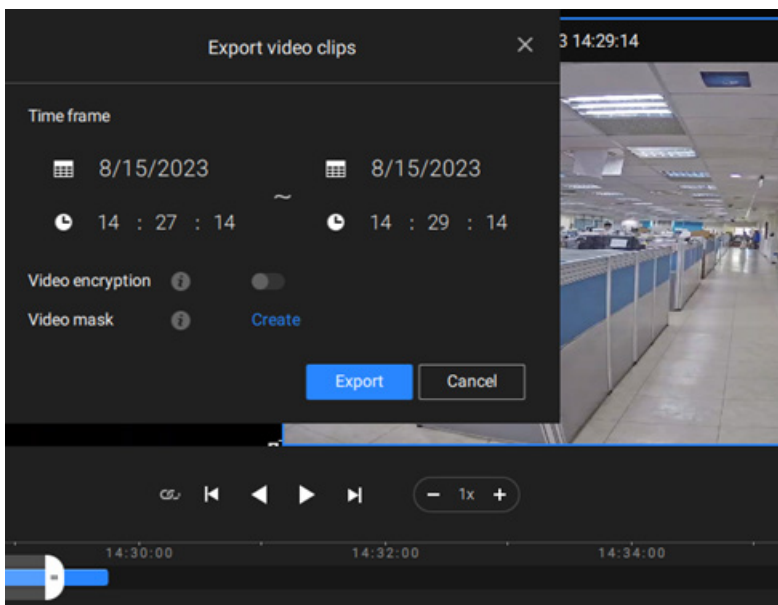 Export video clips
3 14:29:14
Time frame
8/15/2023 ~ 8/15/2023
14 : 27 : 14 14 : 29 : 14
Video encryption
Video mask Create
Export Cancel
1x
14:30:00 14:32:00 14:34:00